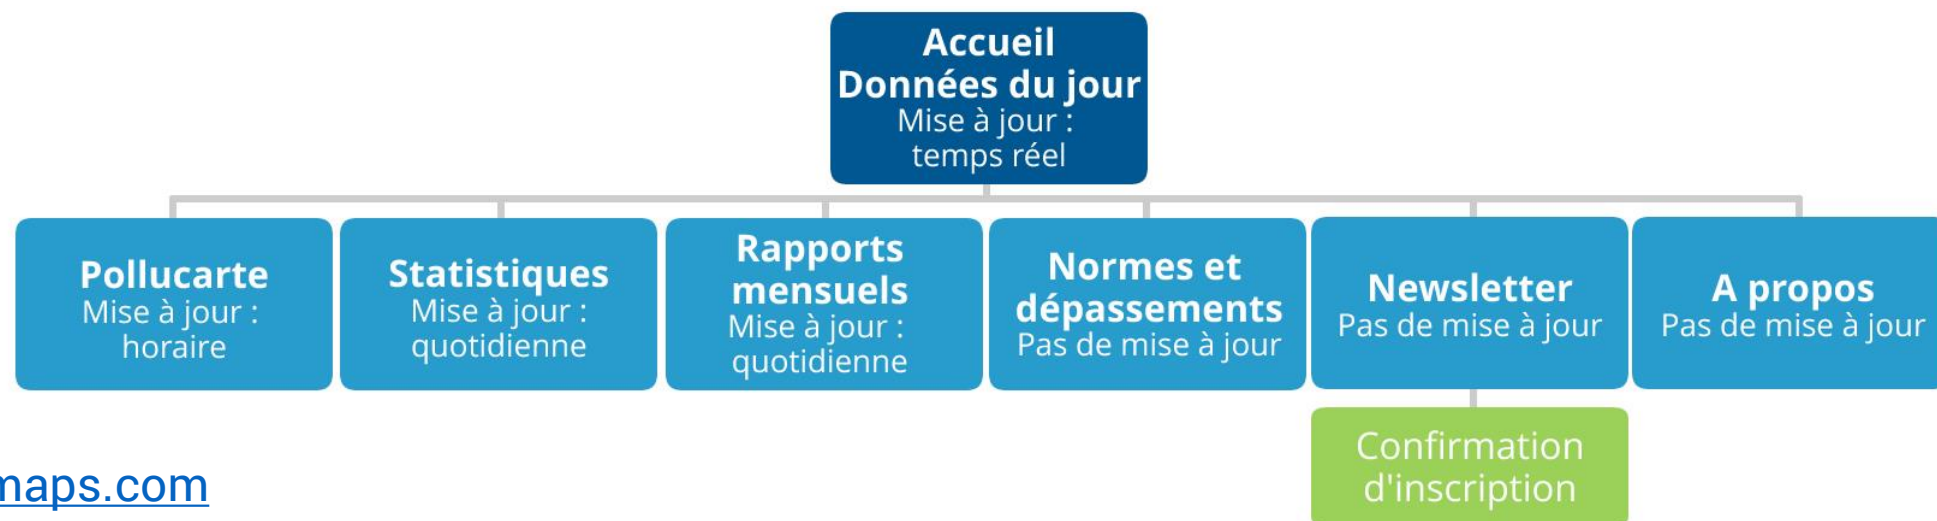 Accueil
Données du jour
Mise à jour :
temps réel
Pollucarte
Mise à jour :
horaire
Statistiques
Mise à jour :
quotidienne
Rapports
mensuels
Mise à jour :
quotidienne
Normes et
dépassements
Pas de mise à jour
Newsletter
Pas de mise à jour
A propos
Pas de mise à jour
Confirmation
d'inscription
maps.com